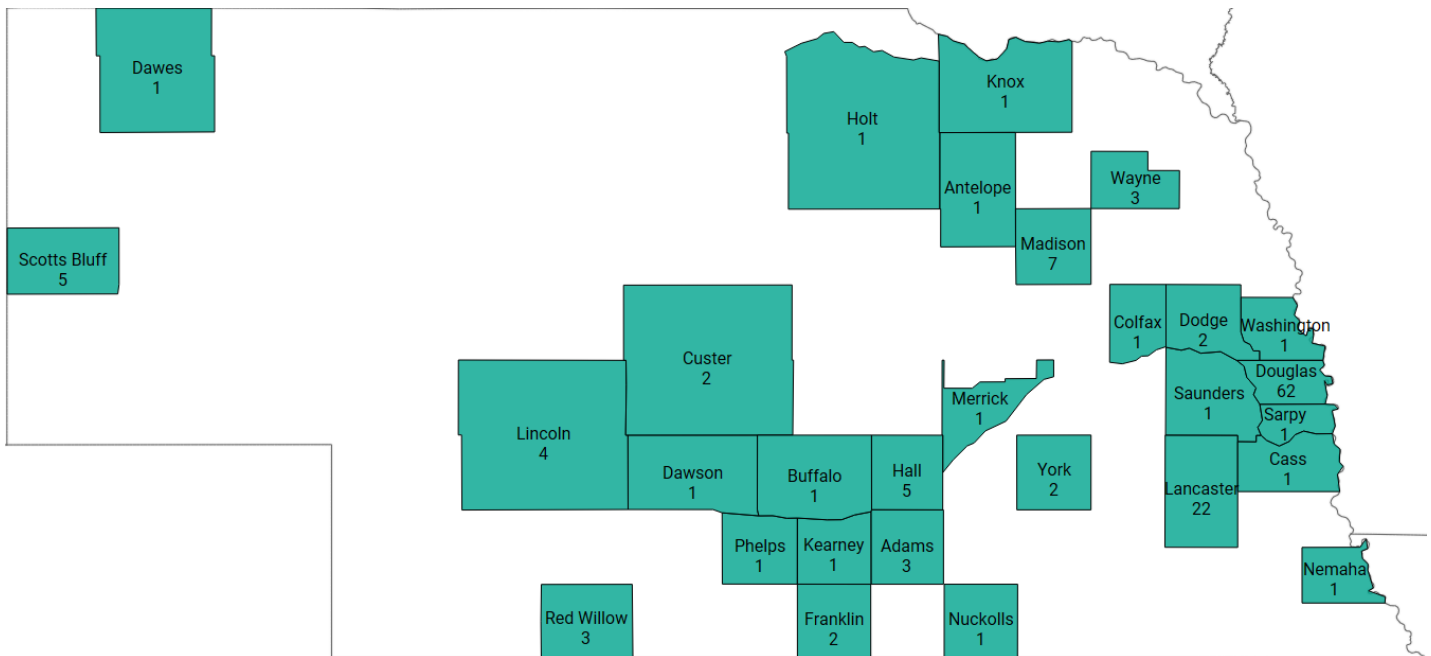 Dawes
1
Knox
1
Holt
1
Wayne
3
Antelope
1
Madison
7
Scotts Bluff
5
Colfax
1
Dodge
2
Washington
1
Custer
2
Douglas
62
Merrick
1
Saunders
1
Sarpy
1
Lincoln
4
Dawson
1
Buffalo
1
Hall
5
York
2
Cass
1
Lancaster
22
Phelps
1
Kearney
1
Adams
3
Nemaha
1
Red Willow
3
Franklin
2
Nuckolls
1